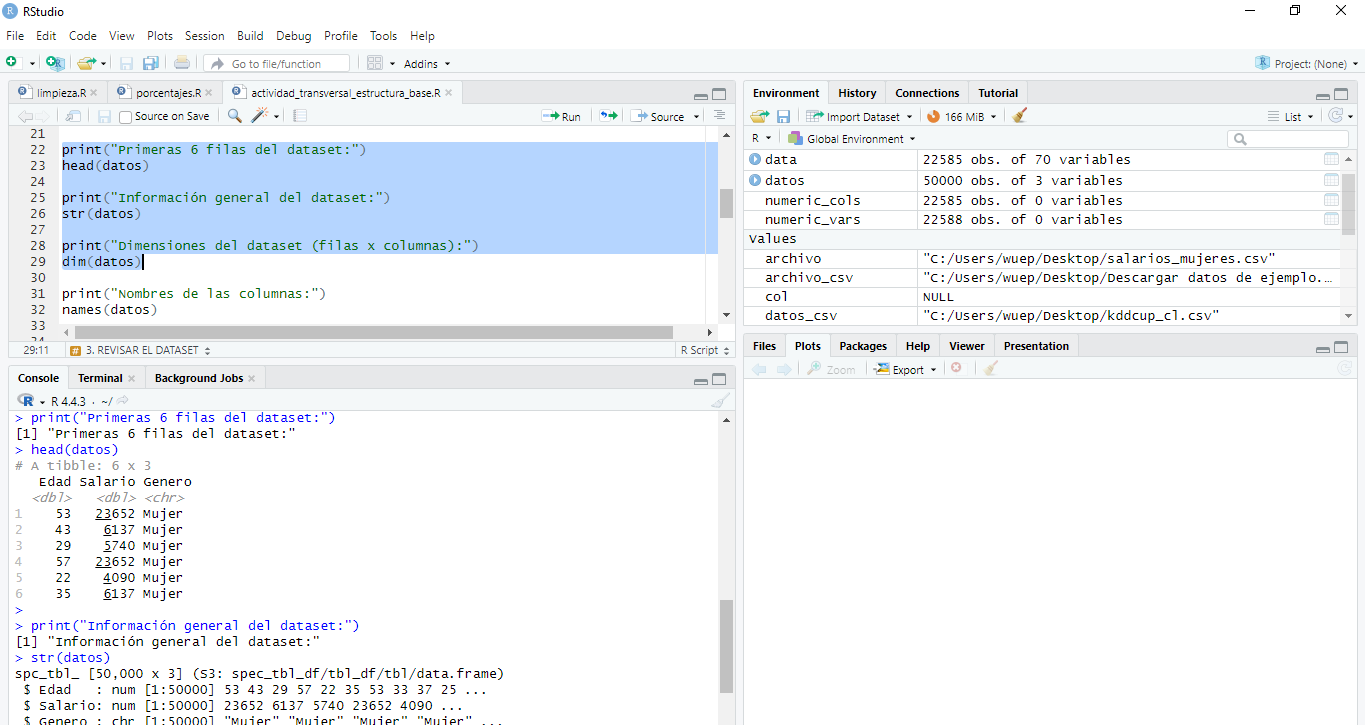 RStudio
File Edit Code View Plots Session Build Debug Profile Tools Help
Go to file/function Addins Project: (None)
limpieza.R porcentajes.R actividad_transversal_estructura_base.R
Source on Save Run Source
21
22 print("Primeras 6 filas del dataset:")
23 head(datos)
24
25 print("Información general del dataset:")
26 str(datos)
27
28 print("Dimensiones del dataset (filas x columnas):")
29 dim(datos)
30
31 print("Nombres de las columnas:")
32 names(datos)
33
34
29:11 # 3. REVISAR EL DATASET R Script
Console Terminal Background Jobs
R 4.4.3 · ~/
> print("Primeras 6 filas del dataset:")
[1] "Primeras 6 filas del dataset:"
> head(datos)
# A tibble: 6 x 3
Edad Salario Genero
<dbl> <dbl> <chr>
1 53 23652 Mujer
2 43 6137 Mujer
3 29 5740 Mujer
4 57 23652 Mujer
5 22 4090 Mujer
6 35 6137 Mujer
>
> print("Información general del dataset:")
[1] "Información general del dataset:"
> str(datos)
spc_tbl_ [50,000 x 3] (S3: spec_tbl_df/tbl_df/tbl/data.frame)
$ Edad : num [1:50000] 53 43 29 57 22 35 53 33 37 25 ...
$ Salario: num [1:50000] 23652 6137 5740 23652 4090 ...
$ Genero : chr [1:50000] "Mujer" "Mujer" "Mujer" "Mujer" ...
Environment History Connections Tutorial
Import Dataset 166 MiB List
R Global Environment
data 22585 obs. of 70 variables
datos 50000 obs. of 3 variables
numeric_cols 22585 obs. of 0 variables
numeric_vars 22588 obs. of 0 variables
Values
archivo "C:/Users/wuep/Desktop/salarios_mujeres.csv"
archivo_csv "C:/Users/wuep/Desktop/Descargar datos de ejemplo....
col NULL
datos_csv "C:/Users/wuep/Desktop/kddcup_cl.csv"
Files Plots Packages Help Viewer Presentation
Zoom Export